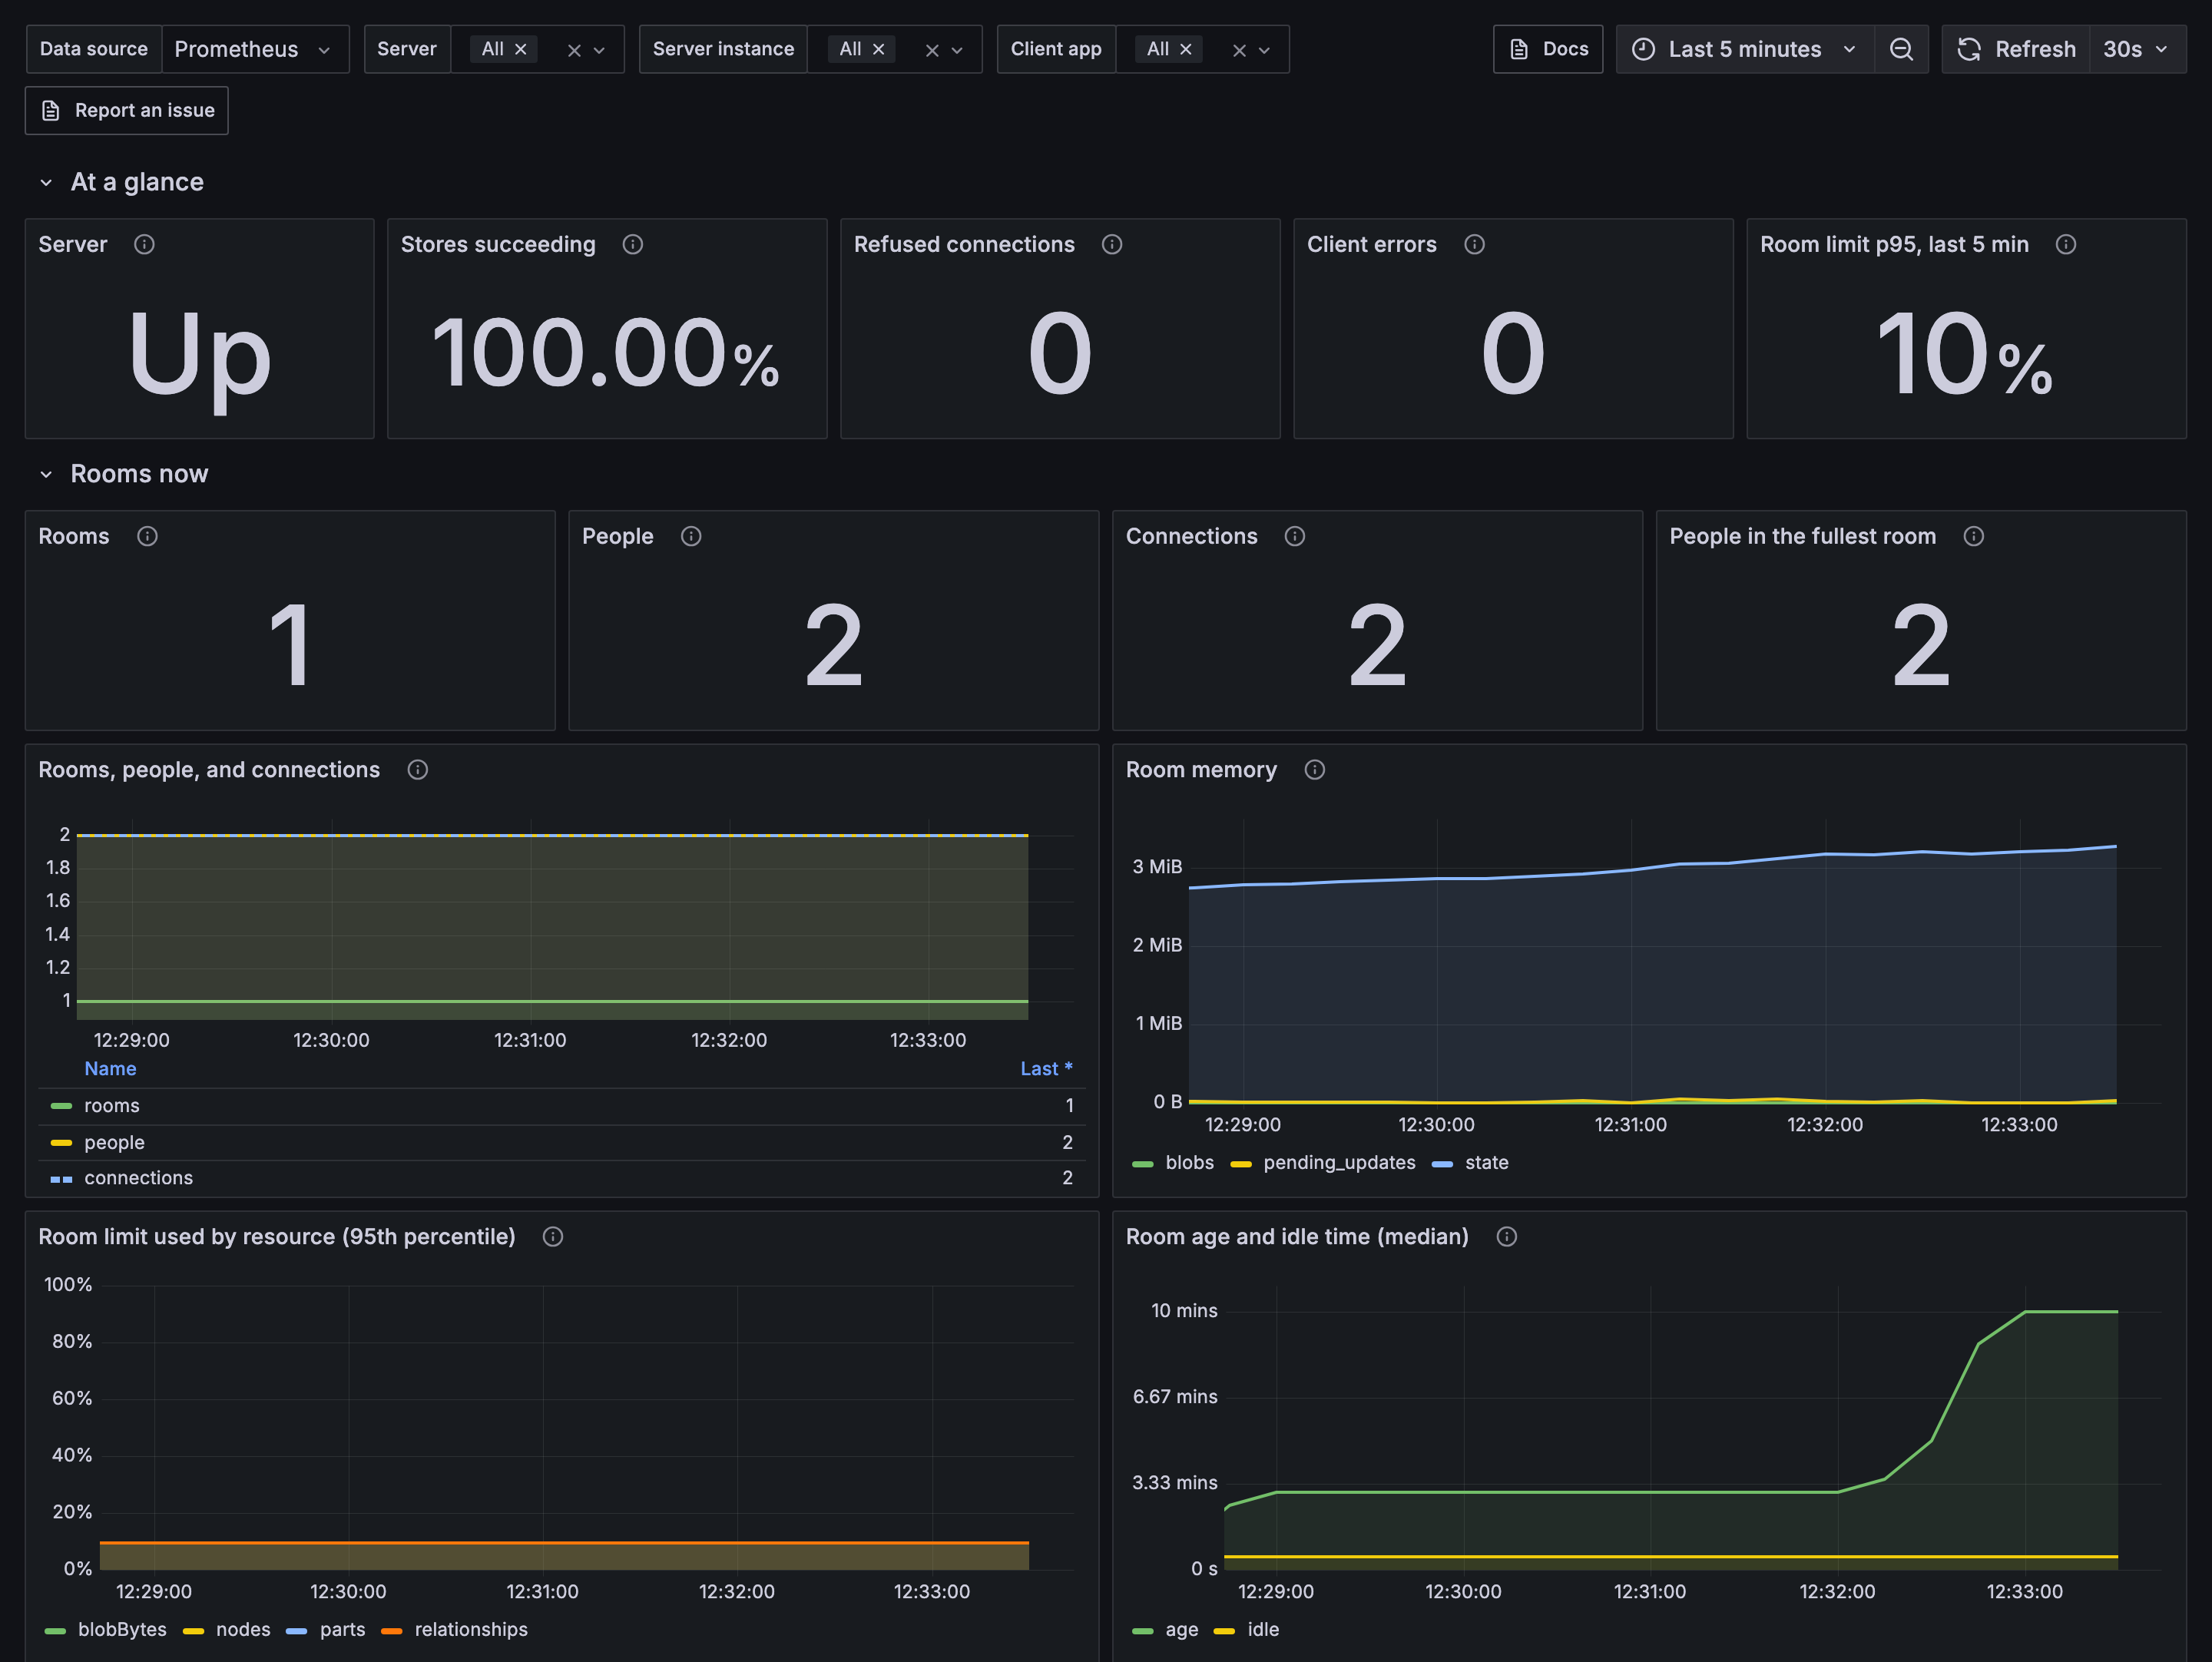 Data source Prometheus Server All Server instance All Client app All Docs Last 5 minutes Refresh 30s
Report an issue
At a glance
Server
Up
Stores succeeding
100.00%
Refused connections
0
Client errors
0
Room limit p95, last 5 min
10%
Rooms now
Rooms
1
People
2
Connections
2
People in the fullest room
2
Rooms, people, and connections
2
1.8
1.6
1.4
1.2
1
12:29:00 12:30:00 12:31:00 12:32:00 12:33:00
Name Last *
rooms 1
people 2
connections 2
Room memory
3 MiB
2 MiB
1 MiB
0 B
12:29:00 12:30:00 12:31:00 12:32:00 12:33:00
blobs pending_updates state
Room limit used by resource (95th percentile)
100%
80%
60%
40%
20%
0%
12:29:00 12:30:00 12:31:00 12:32:00 12:33:00
blobBytes nodes parts relationships
Room age and idle time (median)
10 mins
6.67 mins
3.33 mins
0 s
12:29:00 12:30:00 12:31:00 12:32:00 12:33:00
age idle